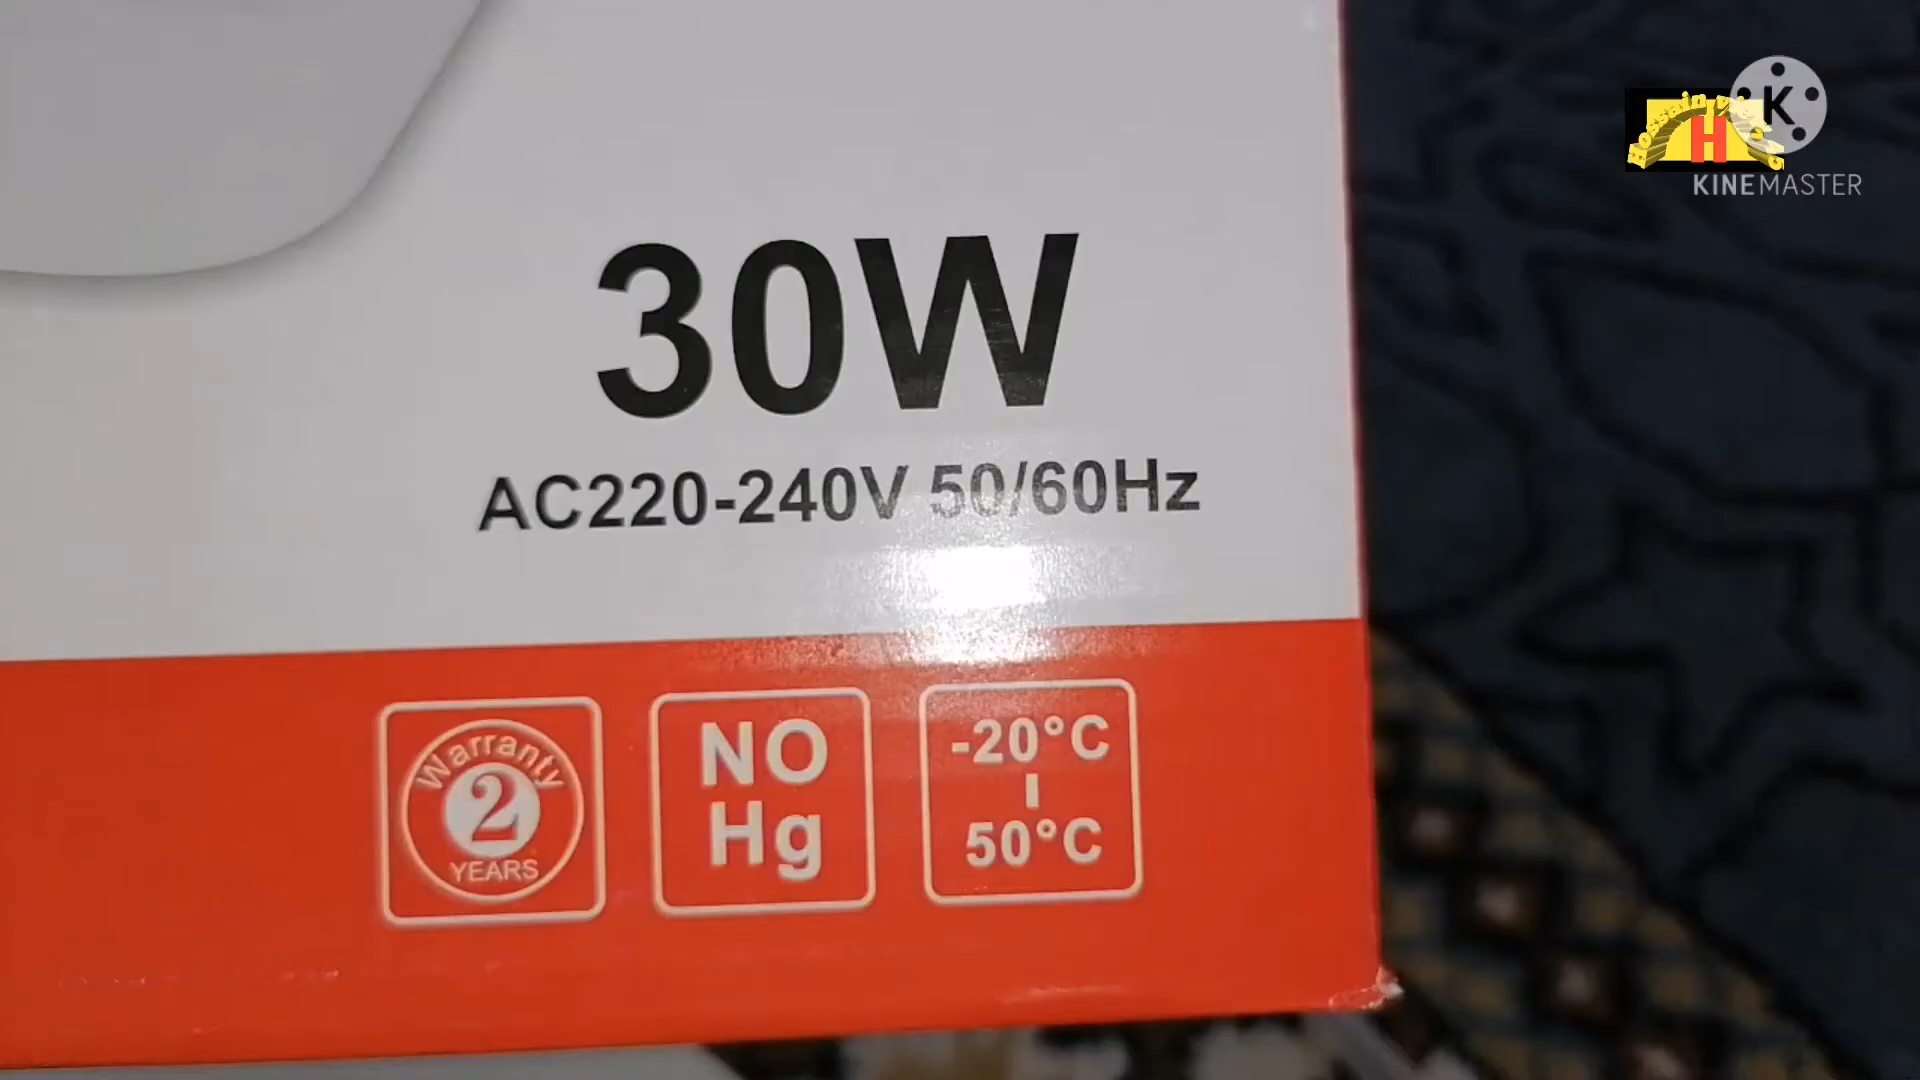 30W
AC220-240V 50/60Hz
Warranty
2
YEARS
NO
Hg
-20°C
50°C
H
K
KINEMASTER